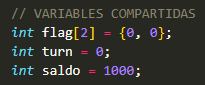 // VARIABLES COMPARTIDAS
int flag[2] = {0, 0};
int turn = 0;
int saldo = 1000;